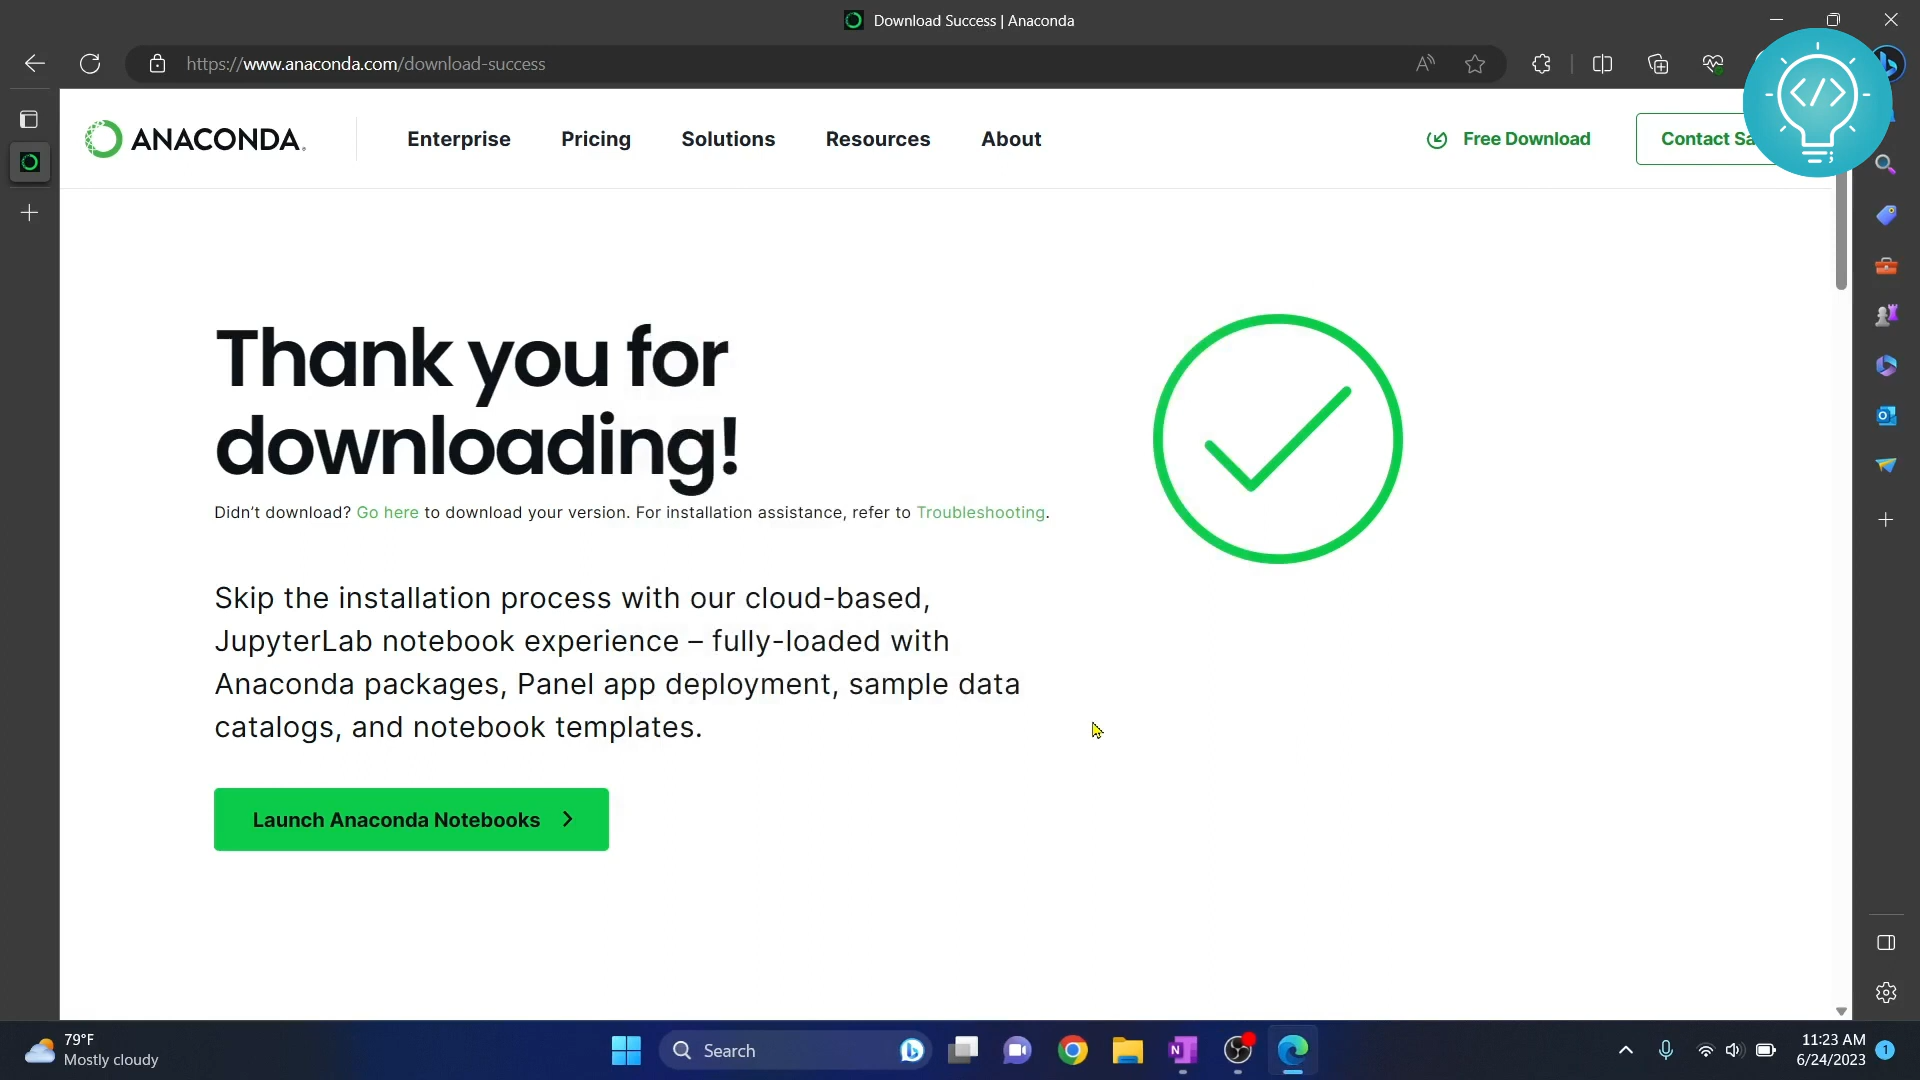 Download Success | Anaconda
https://www.anaconda.com/download-success
ANACONDA.
Enterprise
Pricing
Solutions
Resources
About
Free Download
Contact
</>
Thank you for
downloading!
Didn't download? Go here to download your version. For installation assistance, refer to Troubleshooting.
Skip the installation process with our cloud-based,
JupyterLab notebook experience – fully-loaded with
Anaconda packages, Panel app deployment, sample data
catalogs, and notebook templates.
Launch Anaconda Notebooks
79°F
Mostly cloudy
Search
11:23 AM
6/24/2023
1